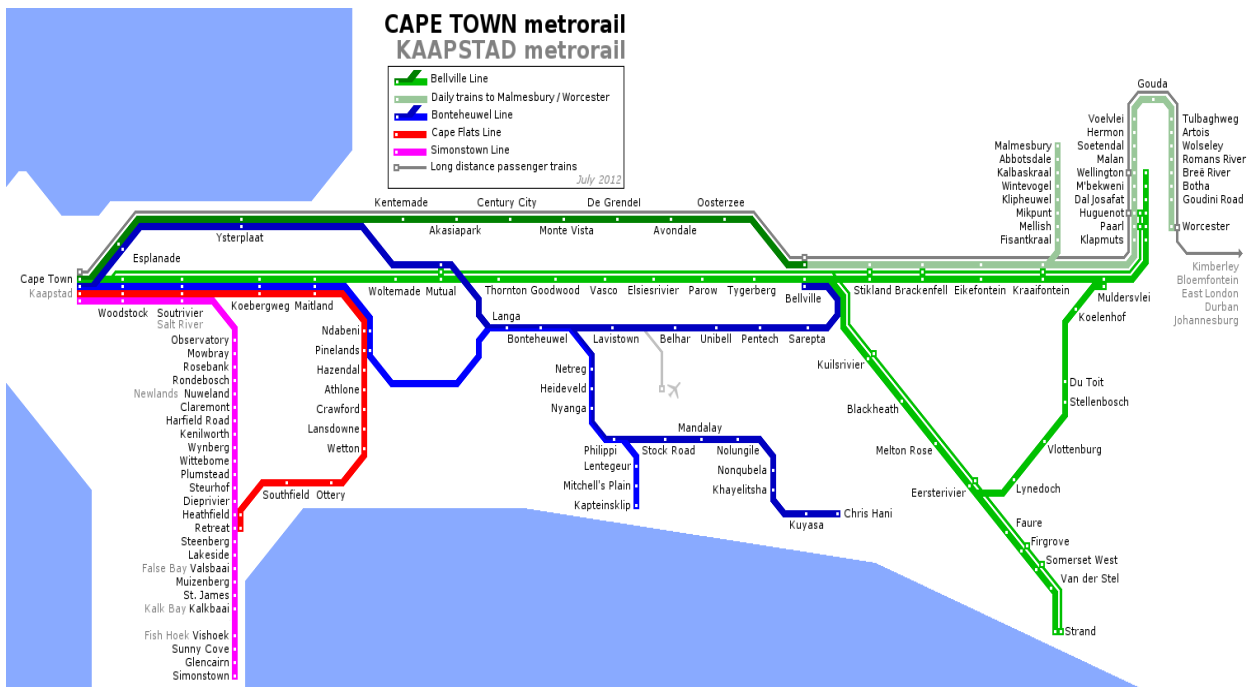 CAPE TOWN metrorail
KAAPSTAD metrorail
Bellville Line
Daily trains to Malmesbury / Worcester
Bonteheuwel Line
Cape Flats Line
Simonstown Line
Long distance passenger trains
July 2012
Gouda
Voelvlei
Hermon
Soetendal
Malan
Wellington
M'bekweni
Dal Josafat
Huguenot
Paarl
Klapmuts
Tulbaghweg
Artois
Wolseley
Romans River
Breë River
Botha
Goudini Road
Worcester
Malmesbury
Abbotsdale
Kalbaskraal
Wintevogel
Klipheuwel
Mikpunt
Mellish
Fisantkraal
Kimberley
Bloemfontein
East London
Durban
Johannesburg
Kentemade
Century City
De Grendel
Oosterzee
Ysterplaat
Akasiapark
Monte Vista
Avondale
Esplanade
Cape Town
Kaapstad
Woodstock
Soutrivier
Salt River
Koebergweg
Maitland
Woltemade
Mutual
Thornton
Goodwood
Vasco
Elsiesrivier
Parow
Tygerberg
Bellville
Stikland
Brackenfell
Eikefontein
Kraaifontein
Muldersvlei
Koelenhof
Du Toit
Stellenbosch
Vlottenburg
Lynedoch
Langa
Bonteheuwel
Lavistown
Belhar
Unibell
Pentech
Sarepta
Kuilsrivier
Blackheath
Melton Rose
Eersterivier
Faure
Firgrove
Somerset West
Van der Stel
Strand
Netreg
Heideveld
Nyanga
Philippi
Lentegeur
Mitchell's Plain
Kapteinsklip
Stock Road
Mandalay
Nolungile
Nonqubela
Khayelitsha
Kuyasa
Chris Hani
Ndabeni
Pinelands
Hazendal
Athlone
Crawford
Lansdowne
Wetton
Ottery
Southfield
Observatory
Mowbray
Rosebank
Rondebosch
Newlands Nuweland
Claremont
Harfield Road
Kenilworth
Wynberg
Wittebome
Plumstead
Steurhof
Dieprivier
Heathfield
Retreat
Steenberg
Lakeside
False Bay Valsbaai
Muizenberg
St. James
Kalk Bay Kalkbaai
Fish Hoek Vishoek
Sunny Cove
Glencairn
Simonstown